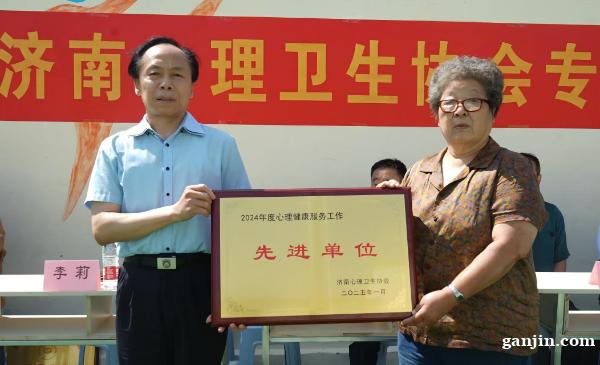 济南心理卫生协会专
2024年度心理健康服务工作
先进单位
济南心理卫生协会
二〇二五年一月
李莉
ganjin.com